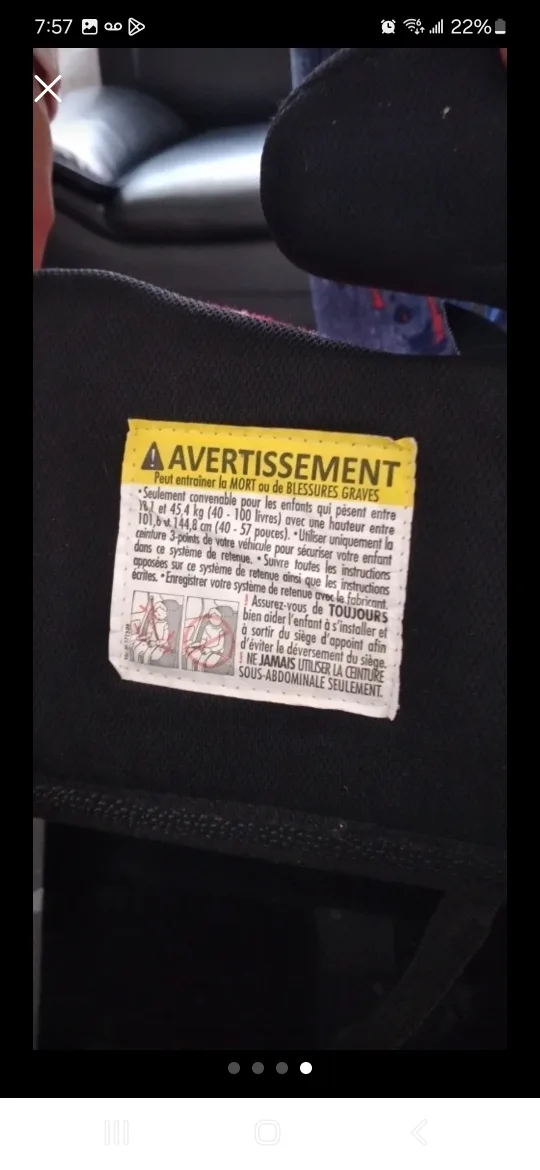 7:57
22%
AVERTISSEMENT
Peut entraîner la MORT ou de BLESSURES GRAVES
•Seulement convenable pour les enfants qui pèsent entre
18,1 et 45,4 kg (40 - 100 livres) avec une hauteur entre
101,6 et 144,8 cm (40 - 57 pouces). •Utiliser uniquement la
ceinture 3-points de votre véhicule pour sécuriser votre enfant
dans ce système de retenue. •Suivre toutes les instructions
apposées sur ce système de retenue ainsi que les instructions
écrites. •Enregistrer votre système de retenue avec le fabricant.
! Assurez-vous de TOUJOURS
bien aider l'enfant à s'installer et
à sortir du siège d'appoint afin
d'éviter le déversement du siège.
! NE JAMAIS UTILISER LA CEINTURE
SOUS-ABDOMINALE SEULEMENT.